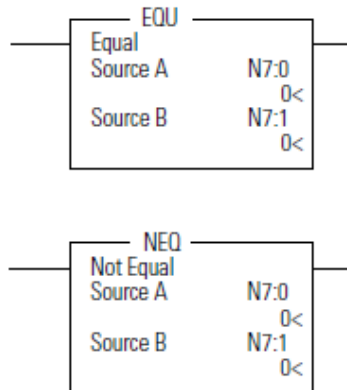 EQU
Equal
Source A N7:0
0<
Source B N7:1
0<
NEQ
Not Equal
Source A N7:0
0<
Source B N7:1
0<